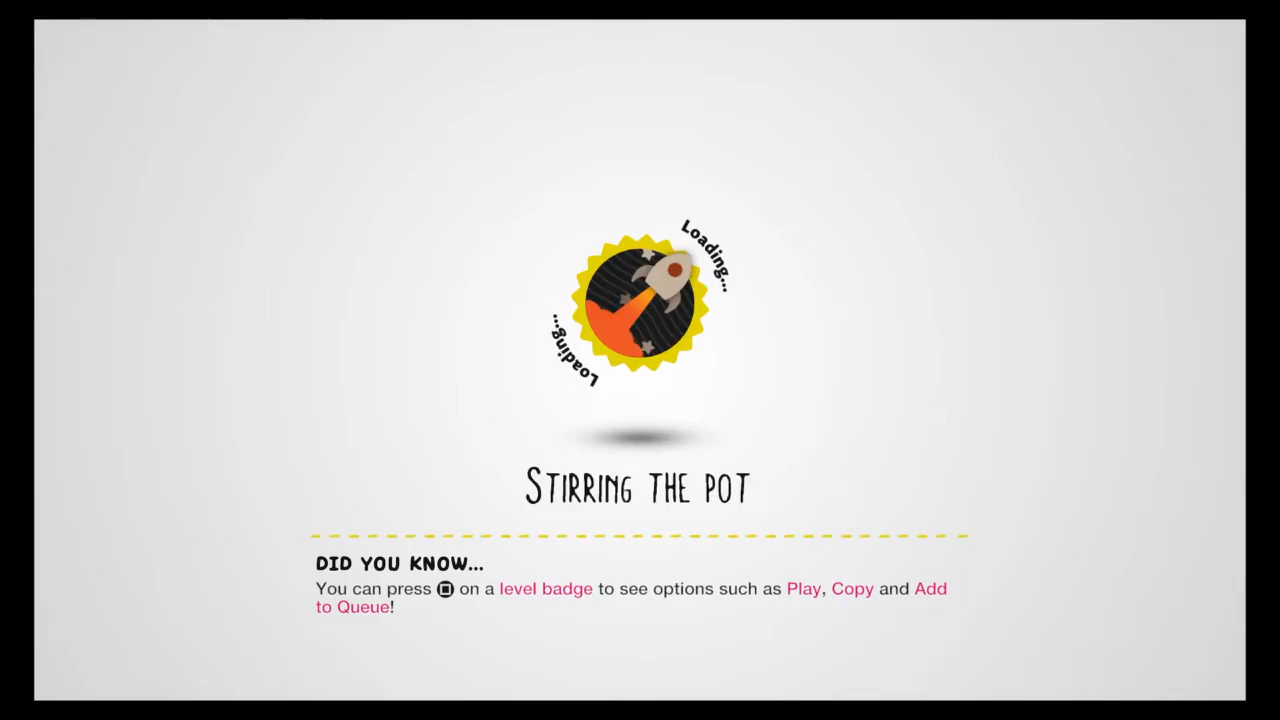 Loading...
Loading...
STIRRING THE POT
DID YOU KNOW...
You can press on a level badge to see options such as Play, Copy and Add
to Queue!